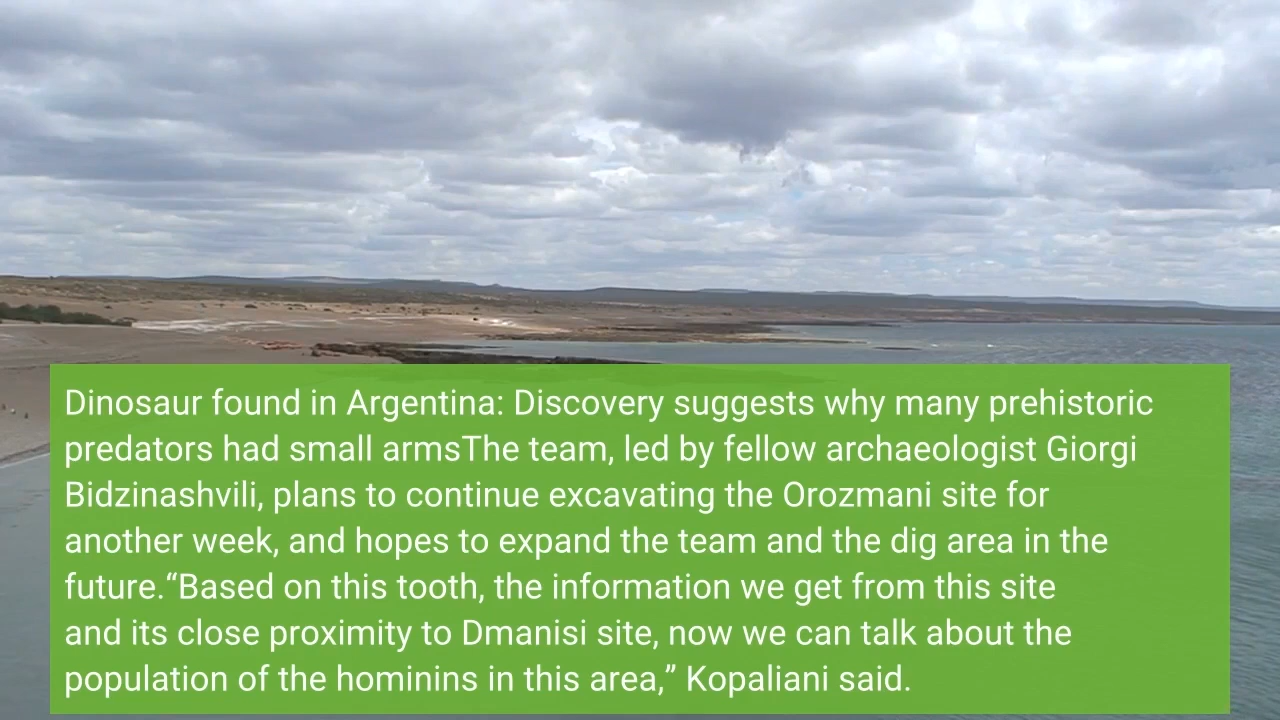 Dinosaur found in Argentina: Discovery suggests why many prehistoric
predators had small armsThe team, led by fellow archaeologist Giorgi
Bidzinashvili, plans to continue excavating the Orozmani site for
another week, and hopes to expand the team and the dig area in the
future.“Based on this tooth, the information we get from this site
and its close proximity to Dmanisi site, now we can talk about the
population of the hominins in this area,” Kopaliani said.